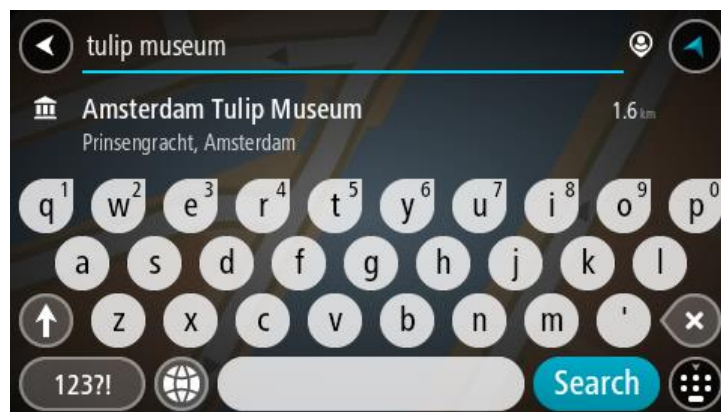 tulip museum
Amsterdam Tulip Museum 1.6 km
Prinsengracht, Amsterdam
q 1 w 2 e 3 r 4 t 5 y 6 u 7 i 8 o 9 p 0
a s d f g h j k l
z x c v b n m '
123?! Search